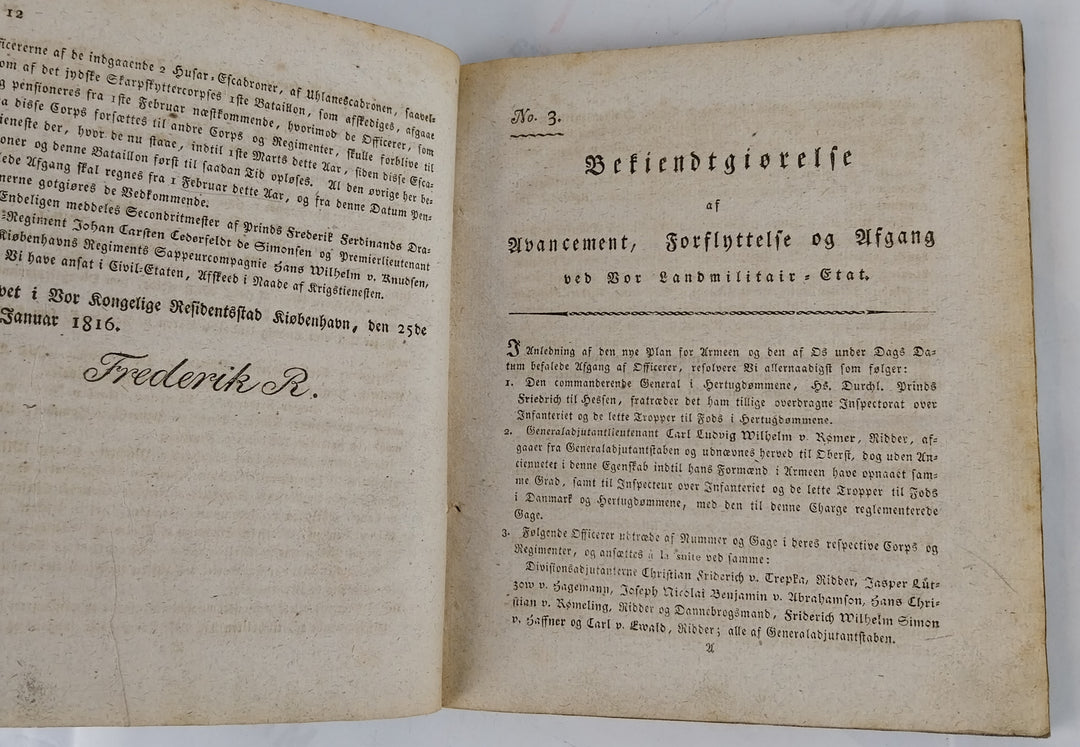 12
ficererne af de indgaaende 2 Husar-Escadroner, af Uhlanescadronen, saavel-
om af det jydske Skarpskyttercorpses 1ste Bataillon, som afskediges, afgaae
g pensioneres fra 1ste Februar næstkommende, hvorimod de Officerer, som
a disse Corps forsættes til andre Corps og Regimenter, skulle forblive til
ieneste der, hvor de nu staae, indtil 1ste Marts dette Aar, siden disse Esca-
oner og denne Bataillon først til saadan Tid opløses. Al den øvrige her be-
lede Afgang skal regnes fra 1 Februar dette Aar, og fra denne Datum Pen-
nerne gotgiøres de Vedkommende.
Endeligen meddeles Secondritmester af Prinds Frederik Ferdinands Dra-
-Regiment Johan Carsten Cederfeldt de Simonsen og Premierlieutenant
Kiøbenhavns Regiments Sappeurcompagnie Hans Wilhelm v. Knudsen,
Vi have ansat i Civil-Etaten, Afskeed i Naade af Krigstienesten.
vet i Vor Kongelige Residentsstad Kiøbenhavn, den 25de
Januar 1816.
Frederik R.
No. 3.
Bekiendtgiørelse
af
Avancement, Forflyttelse og Afgang
ved Vor Landmilitair-Etat.
I Anledning af den nye Plan for Armeen og den af Os under Dags Da-
tum befalede Afgang af Officerer, resolvere Vi allernaadigst som følger:
1. Den commanderende General i Hertugdømmene, Hs. Durchl. Prinds
Friedrich til Hessen, fratræder det ham tillige overdragne Inspectorat over
Infanteriet og de lette Tropper til Fods i Hertugdømmene.
2. Generaladjutantlieutenant Carl Ludvig Wilhelm v. Rømer, Ridder, af-
gaaer fra Generaladjutantstaben og udnævnes herved til Oberst, dog uden An-
ciennetet i denne Egenskab indtil hans Formænd i Armeen have opnaaet sam-
me Grad, samt til Inspecteur over Infanteriet og de lette Tropper til Fods
i Danmark og Hertugdømmene, med den til denne Charge reglementerede
Gage.
3. Følgende Officerer udtræde af Nummer og Gage i deres respective Corps og
Regimenter, og ansættes à la suite ved samme:
Divisionsadjutanterne Christian Friderich v. Trepka, Ridder, Jasper Lüt-
zow v. Hagemann, Joseph Nicolai Benjamin v. Abrahamson, Hans Chri-
stian v. Rømeling, Ridder og Dannebrogsmand, Friderich Wilhelm Simon
v. Haffner og Carl v. Ewald, Ridder; alle af Generaladjutantstaben.
A